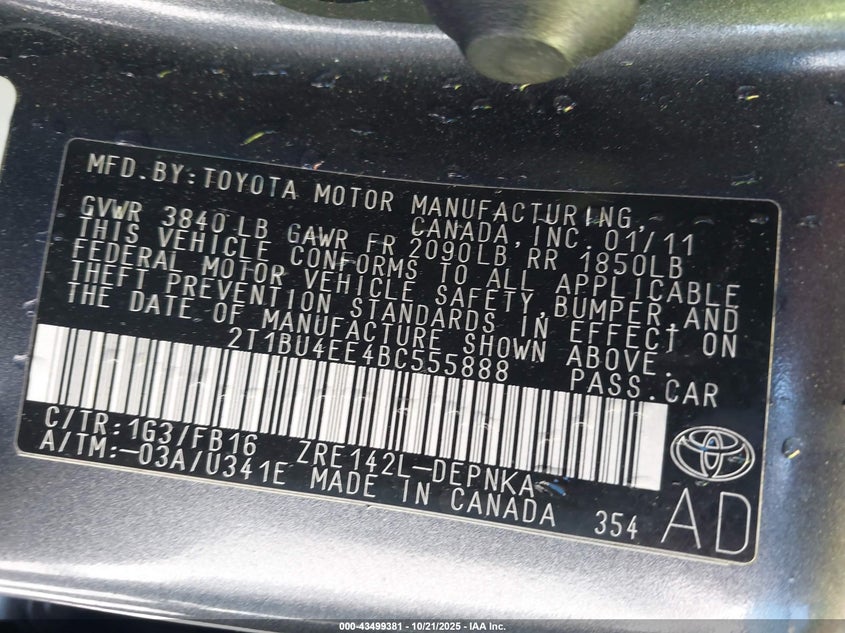 MFD.BY:TOYOTA MOTOR MANUFACTURING,
CANADA,INC.01/11
GVWR 3840LB GAWR FR 2090LB RR 1850LB
THIS VEHICLE CONFORMS TO ALL APPLICABLE
FEDERAL MOTOR VEHICLE SAFETY,BUMPER,AND
THEFT PREVENTION STANDARDS IN EFFECT ON
THE DATE OF MANUFACTURE SHOWN ABOVE.
2T1BU4EE4BC555888 PASS.CAR
C/TR:1G3/FB16 ZRE142L-DEPNKA
A/TM:-03A/U341E MADE IN CANADA 354 AD
000-43499381 - 10/21/2025 - IAA Inc.